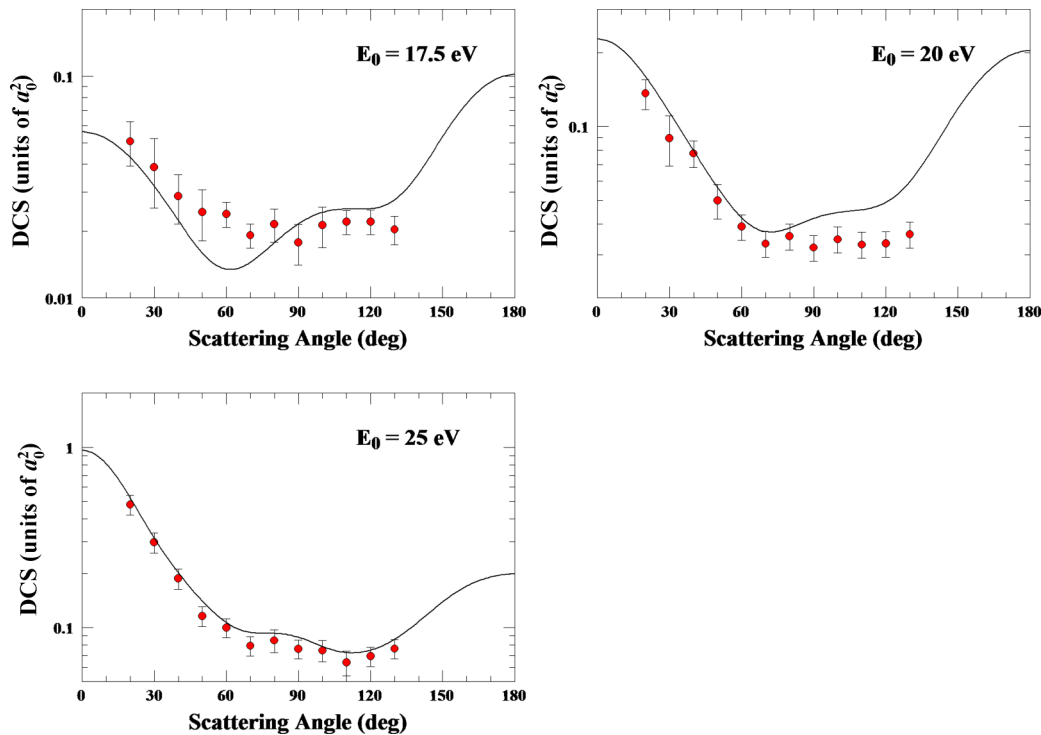 E₀ = 17.5 eV
DCS (units of a₀²)
0.1
0.01
0 30 60 90 120 150 180
Scattering Angle (deg)
E₀ = 20 eV
DCS (units of a₀²)
0.1
0 30 60 90 120 150 180
Scattering Angle (deg)
E₀ = 25 eV
DCS (units of a₀²)
1
0.1
0 30 60 90 120 150 180
Scattering Angle (deg)